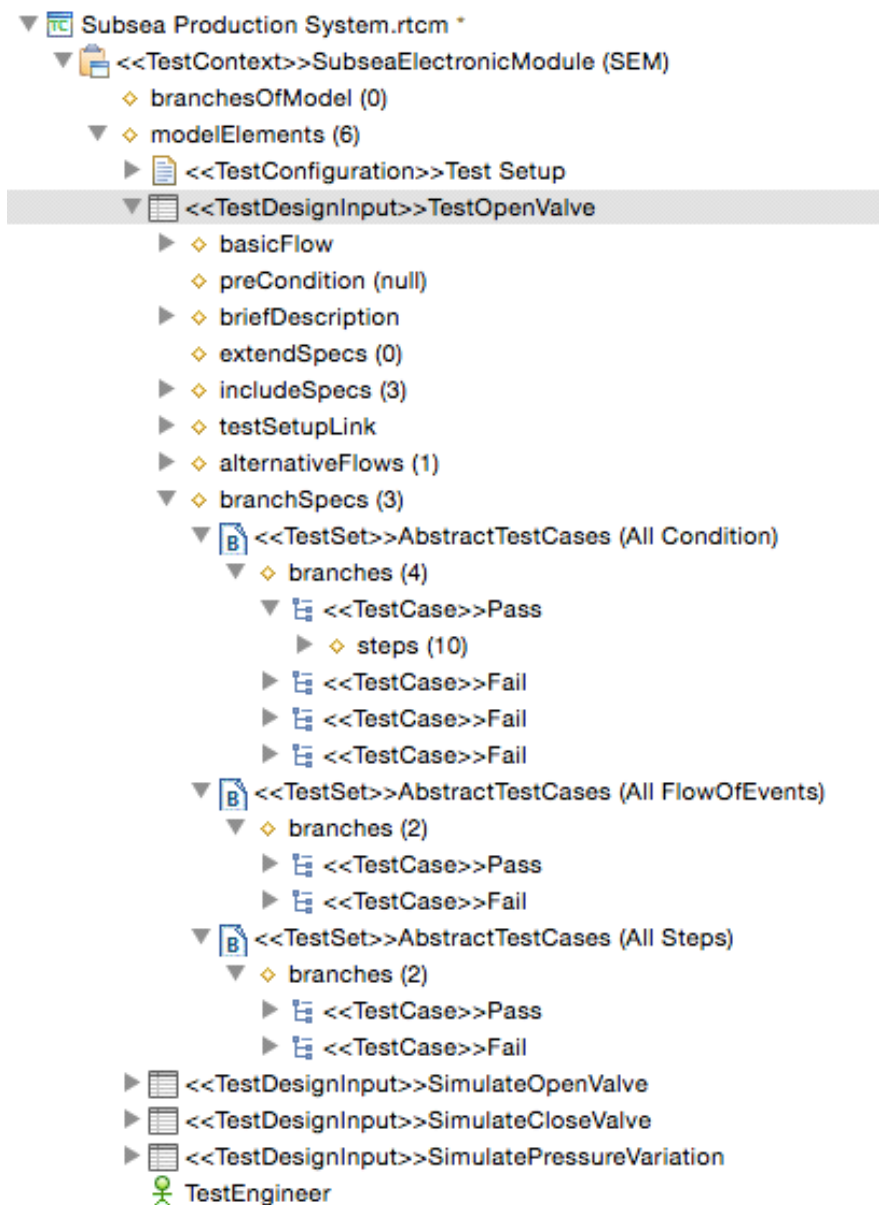 Subsea Production System.rtcm *
<<TestContext>>SubseaElectronicModule (SEM)
branchesOfModel (0)
modelElements (6)
<<TestConfiguration>>Test Setup
<<TestDesignInput>>TestOpenValve
basicFlow
preCondition (null)
briefDescription
extendSpecs (0)
includeSpecs (3)
testSetupLink
alternativeFlows (1)
branchSpecs (3)
<<TestSet>>AbstractTestCases (All Condition)
branches (4)
<<TestCase>>Pass
steps (10)
<<TestCase>>Fail
<<TestCase>>Fail
<<TestCase>>Fail
<<TestSet>>AbstractTestCases (All FlowOfEvents)
branches (2)
<<TestCase>>Pass
<<TestCase>>Fail
<<TestSet>>AbstractTestCases (All Steps)
branches (2)
<<TestCase>>Pass
<<TestCase>>Fail
<<TestDesignInput>>SimulateOpenValve
<<TestDesignInput>>SimulateCloseValve
<<TestDesignInput>>SimulatePressureVariation
TestEngineer